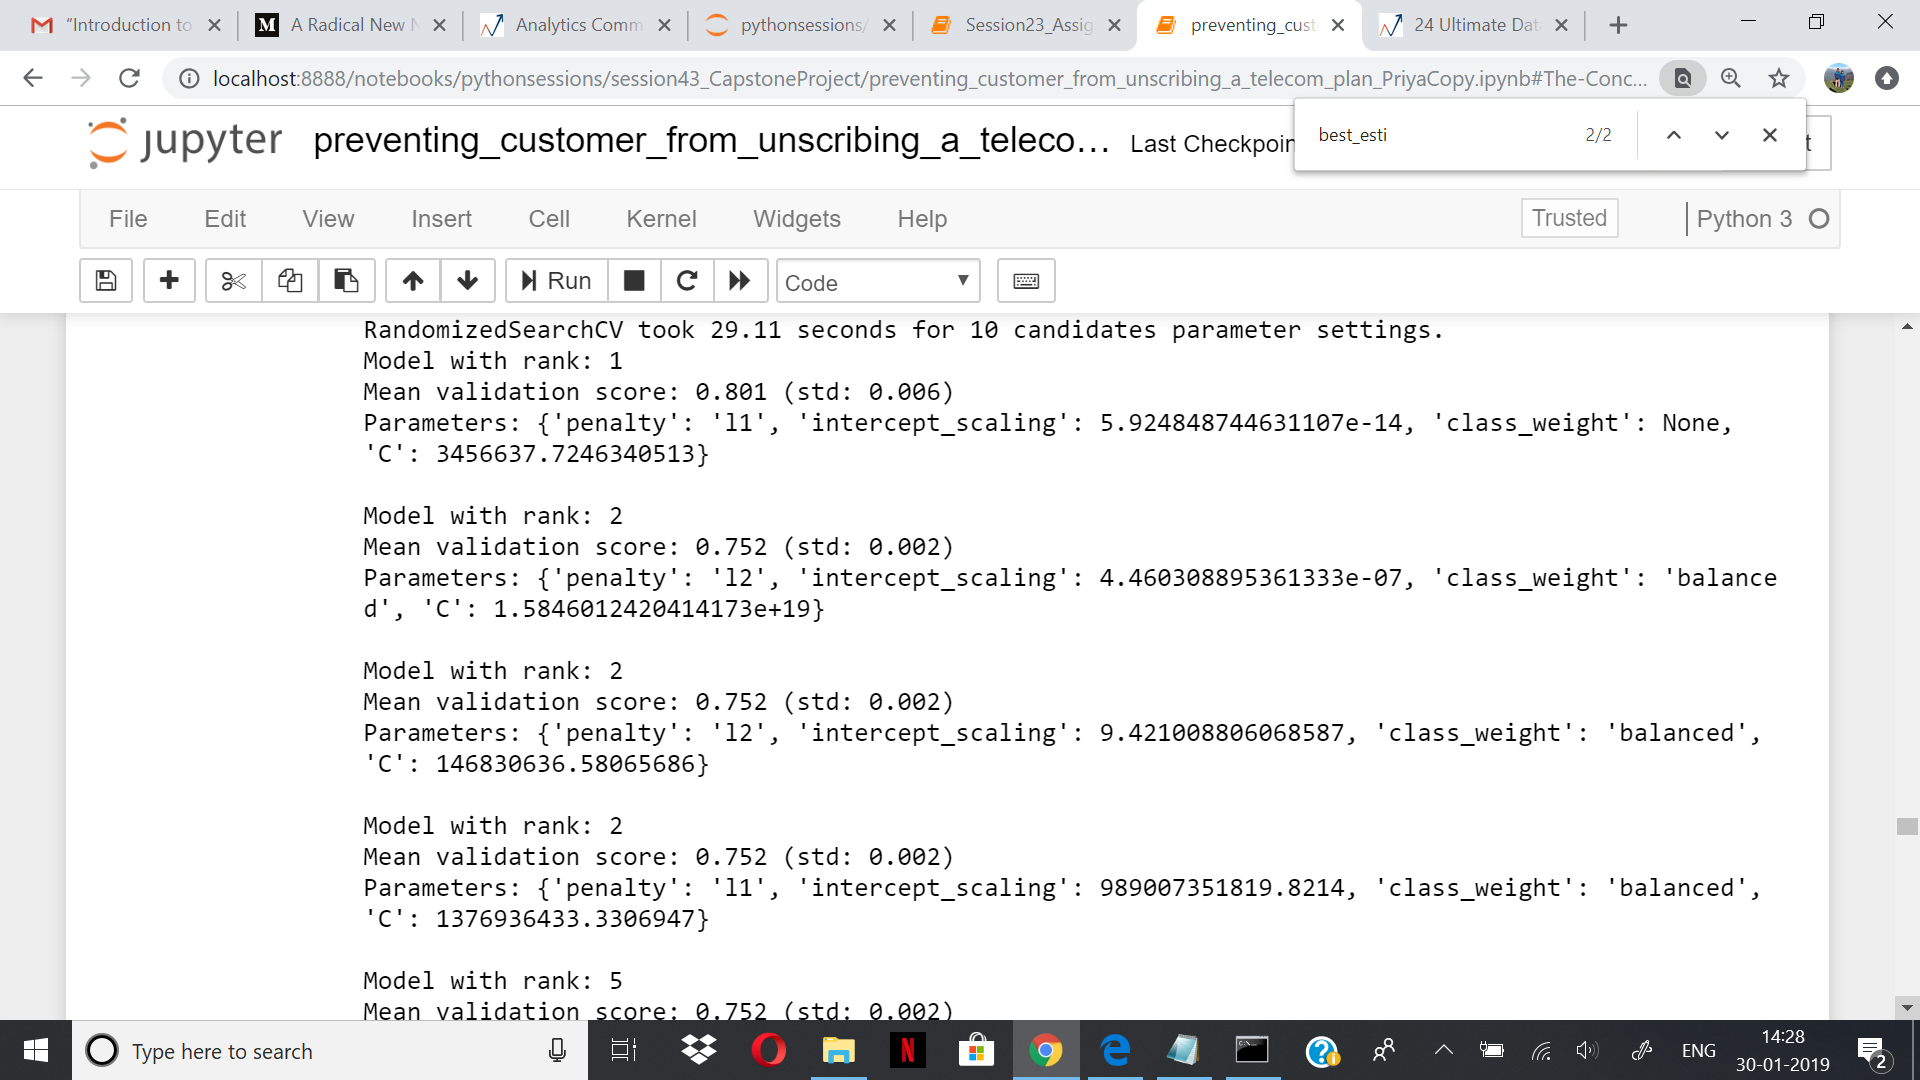 "Introduction to
M
A Radical New N
Analytics Comm
pythonsessions/
Session23_Assig
preventing_cust
24 Ultimate Dat
localhost:8888/notebooks/pythonsessions/session43_CapstoneProject/preventing_customer_from_unscribing_a_telecom_plan_PriyaCopy.ipynb#The-Conc...
best_esti 2/2
jupyter preventing_customer_from_unscribing_a_teleco... Last Checkpoin t
File Edit View Insert Cell Kernel Widgets Help Trusted Python 3
Run Code
RandomizedSearchCV took 29.11 seconds for 10 candidates parameter settings.
Model with rank: 1
Mean validation score: 0.801 (std: 0.006)
Parameters: {'penalty': 'l1', 'intercept_scaling': 5.924848744631107e-14, 'class_weight': None,
'C': 3456637.7246340513}
Model with rank: 2
Mean validation score: 0.752 (std: 0.002)
Parameters: {'penalty': 'l2', 'intercept_scaling': 4.460308895361333e-07, 'class_weight': 'balance
d', 'C': 1.5846012420414173e+19}
Model with rank: 2
Mean validation score: 0.752 (std: 0.002)
Parameters: {'penalty': 'l2', 'intercept_scaling': 9.421008806068587, 'class_weight': 'balanced',
'C': 146830636.58065686}
Model with rank: 2
Mean validation score: 0.752 (std: 0.002)
Parameters: {'penalty': 'l1', 'intercept_scaling': 989007351819.8214, 'class_weight': 'balanced',
'C': 1376936433.3306947}
Model with rank: 5
Mean validation score: 0.752 (std: 0.002)
Type here to search
N
ENG
14:28
30-01-2019
2